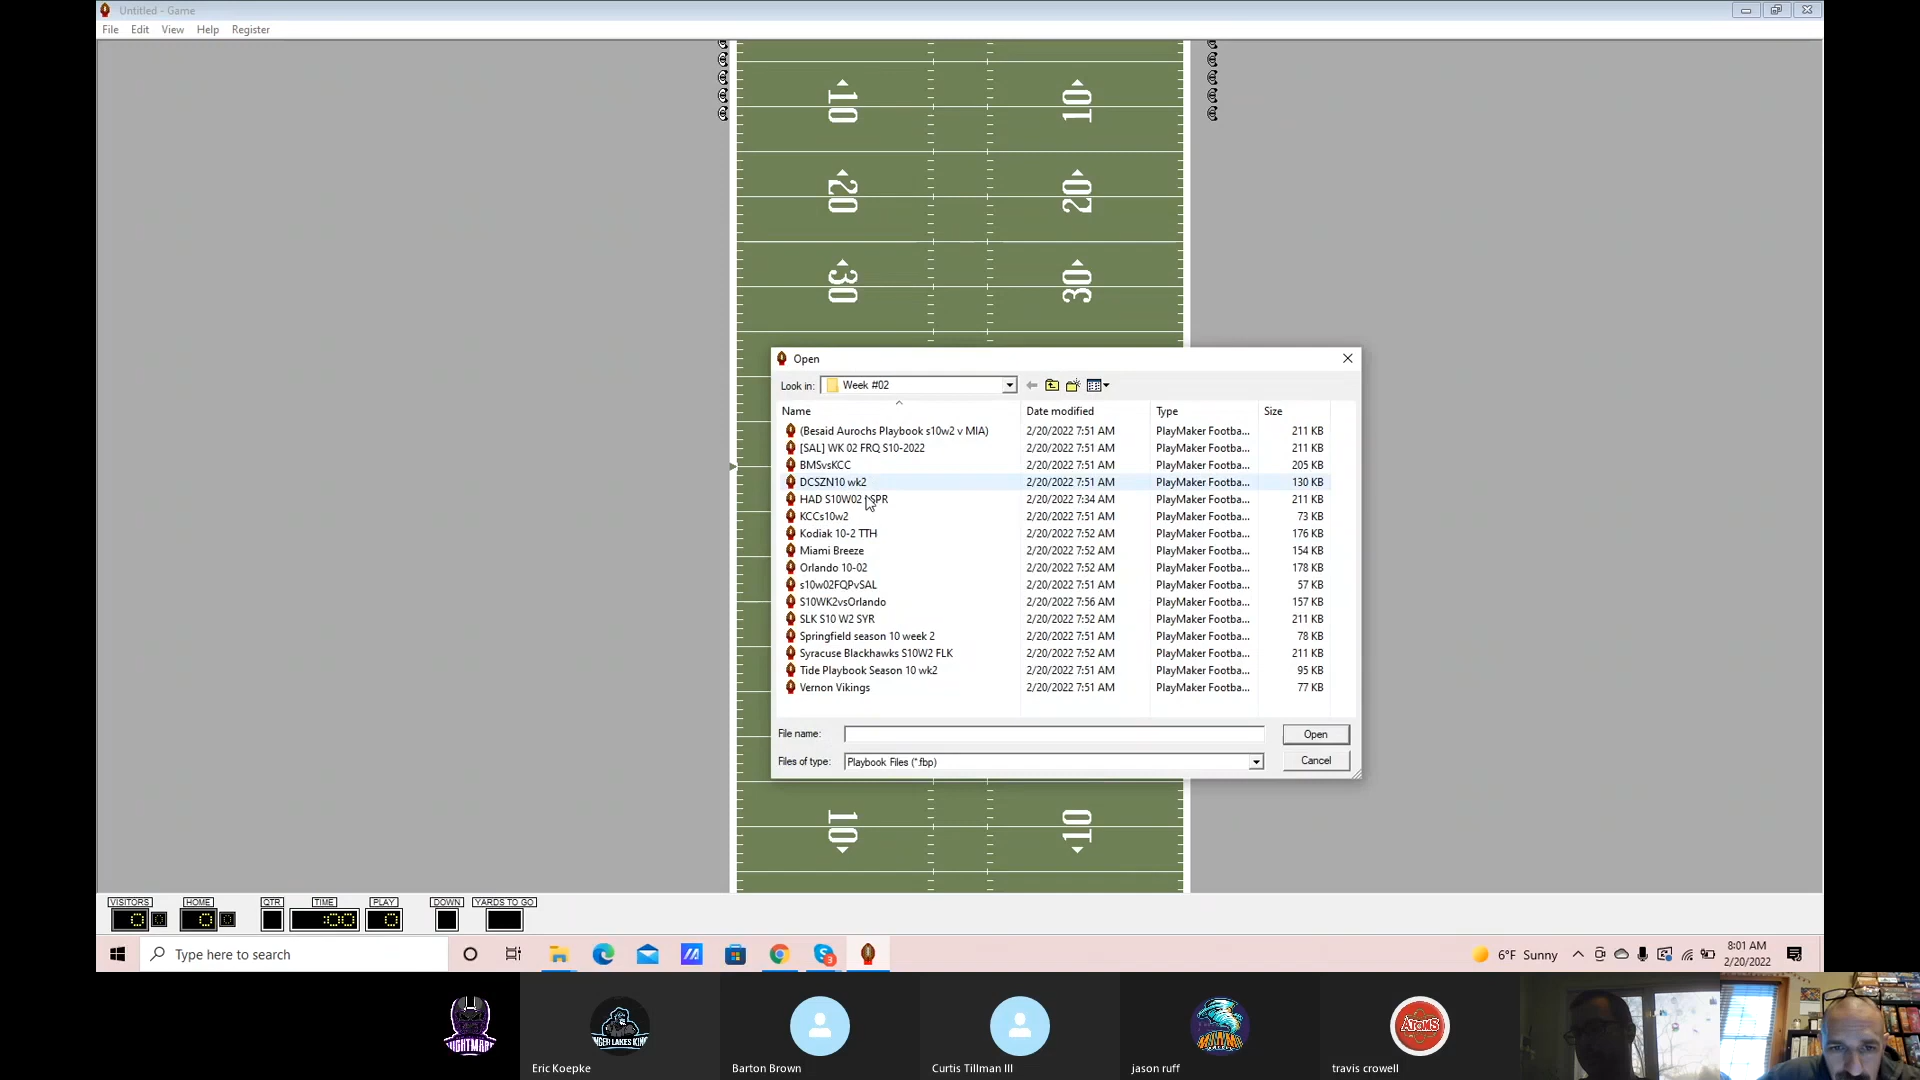 Untitled - Game
File Edit View Help Register
10 10
20 20
30 30
Open
Look in: Week #02
Name Date modified Type Size
(Besaid Aurochs Playbook s10w2 v MIA) 2/20/2022 7:51 AM PlayMaker Footba... 211 KB
[SAL] WK 02 FRQ S10-2022 2/20/2022 7:51 AM PlayMaker Footba... 211 KB
BMSvsKCC 2/20/2022 7:51 AM PlayMaker Footba... 205 KB
DCSZN10 wk2 2/20/2022 7:51 AM PlayMaker Footba... 130 KB
HAD S10W02 SPR 2/20/2022 7:34 AM PlayMaker Footba... 211 KB
KCCs10w2 2/20/2022 7:51 AM PlayMaker Footba... 73 KB
Kodiak 10-2 TTH 2/20/2022 7:52 AM PlayMaker Footba... 176 KB
Miami Breeze 2/20/2022 7:52 AM PlayMaker Footba... 154 KB
Orlando 10-02 2/20/2022 7:52 AM PlayMaker Footba... 178 KB
s10w02FQPvSAL 2/20/2022 7:51 AM PlayMaker Footba... 57 KB
S10WK2vsOrlando 2/20/2022 7:56 AM PlayMaker Footba... 157 KB
SLK S10 W2 SYR 2/20/2022 7:52 AM PlayMaker Footba... 211 KB
Springfield season 10 week 2 2/20/2022 7:51 AM PlayMaker Footba... 78 KB
Syracuse Blackhawks S10W2 FLK 2/20/2022 7:52 AM PlayMaker Footba... 211 KB
Tide Playbook Season 10 wk2 2/20/2022 7:51 AM PlayMaker Footba... 95 KB
Vernon Vikings 2/20/2022 7:51 AM PlayMaker Footba... 77 KB
File name: Open
Files of type: Playbook Files (*.fbp) Cancel
10 10
VISITORS HOME QTR TIME PLAY DOWN YARDS TO GO
0 0 :00 0
Type here to search
3
6°F Sunny
8:01 AM
2/20/2022
ATOMS
Eric Koepke Barton Brown Curtis Tillman III jason ruff travis crowell